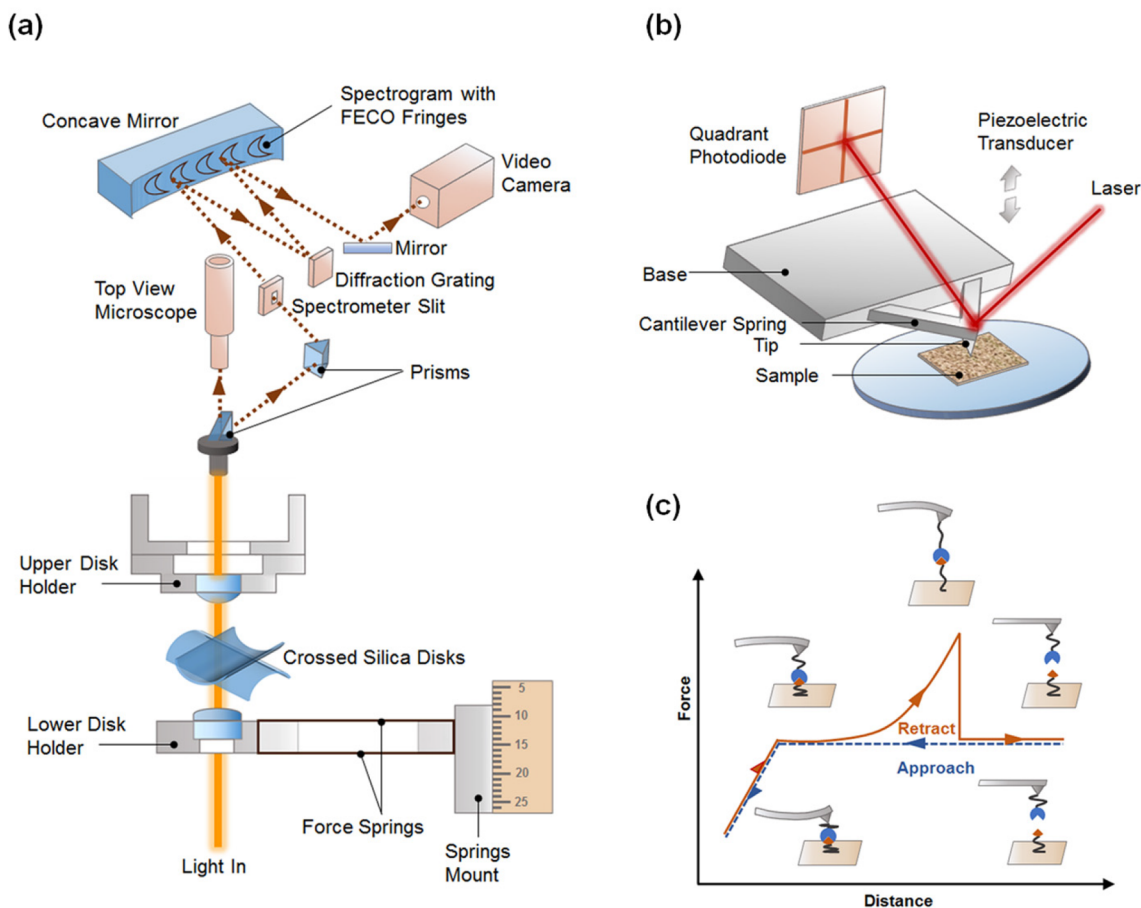 (a)
Concave Mirror
Spectrogram with
FECO Fringes
Video
Camera
Mirror
Diffraction Grating
Spectrometer Slit
Top View
Microscope
Prisms
Upper Disk
Holder
Crossed Silica Disks
Lower Disk
Holder
5
10
15
20
25
Force Springs
Springs
Mount
Light In
(b)
Quadrant
Photodiode
Piezoelectric
Transducer
Laser
Base
Cantilever Spring
Tip
Sample
(c)
Force
Retract
Approach
Distance